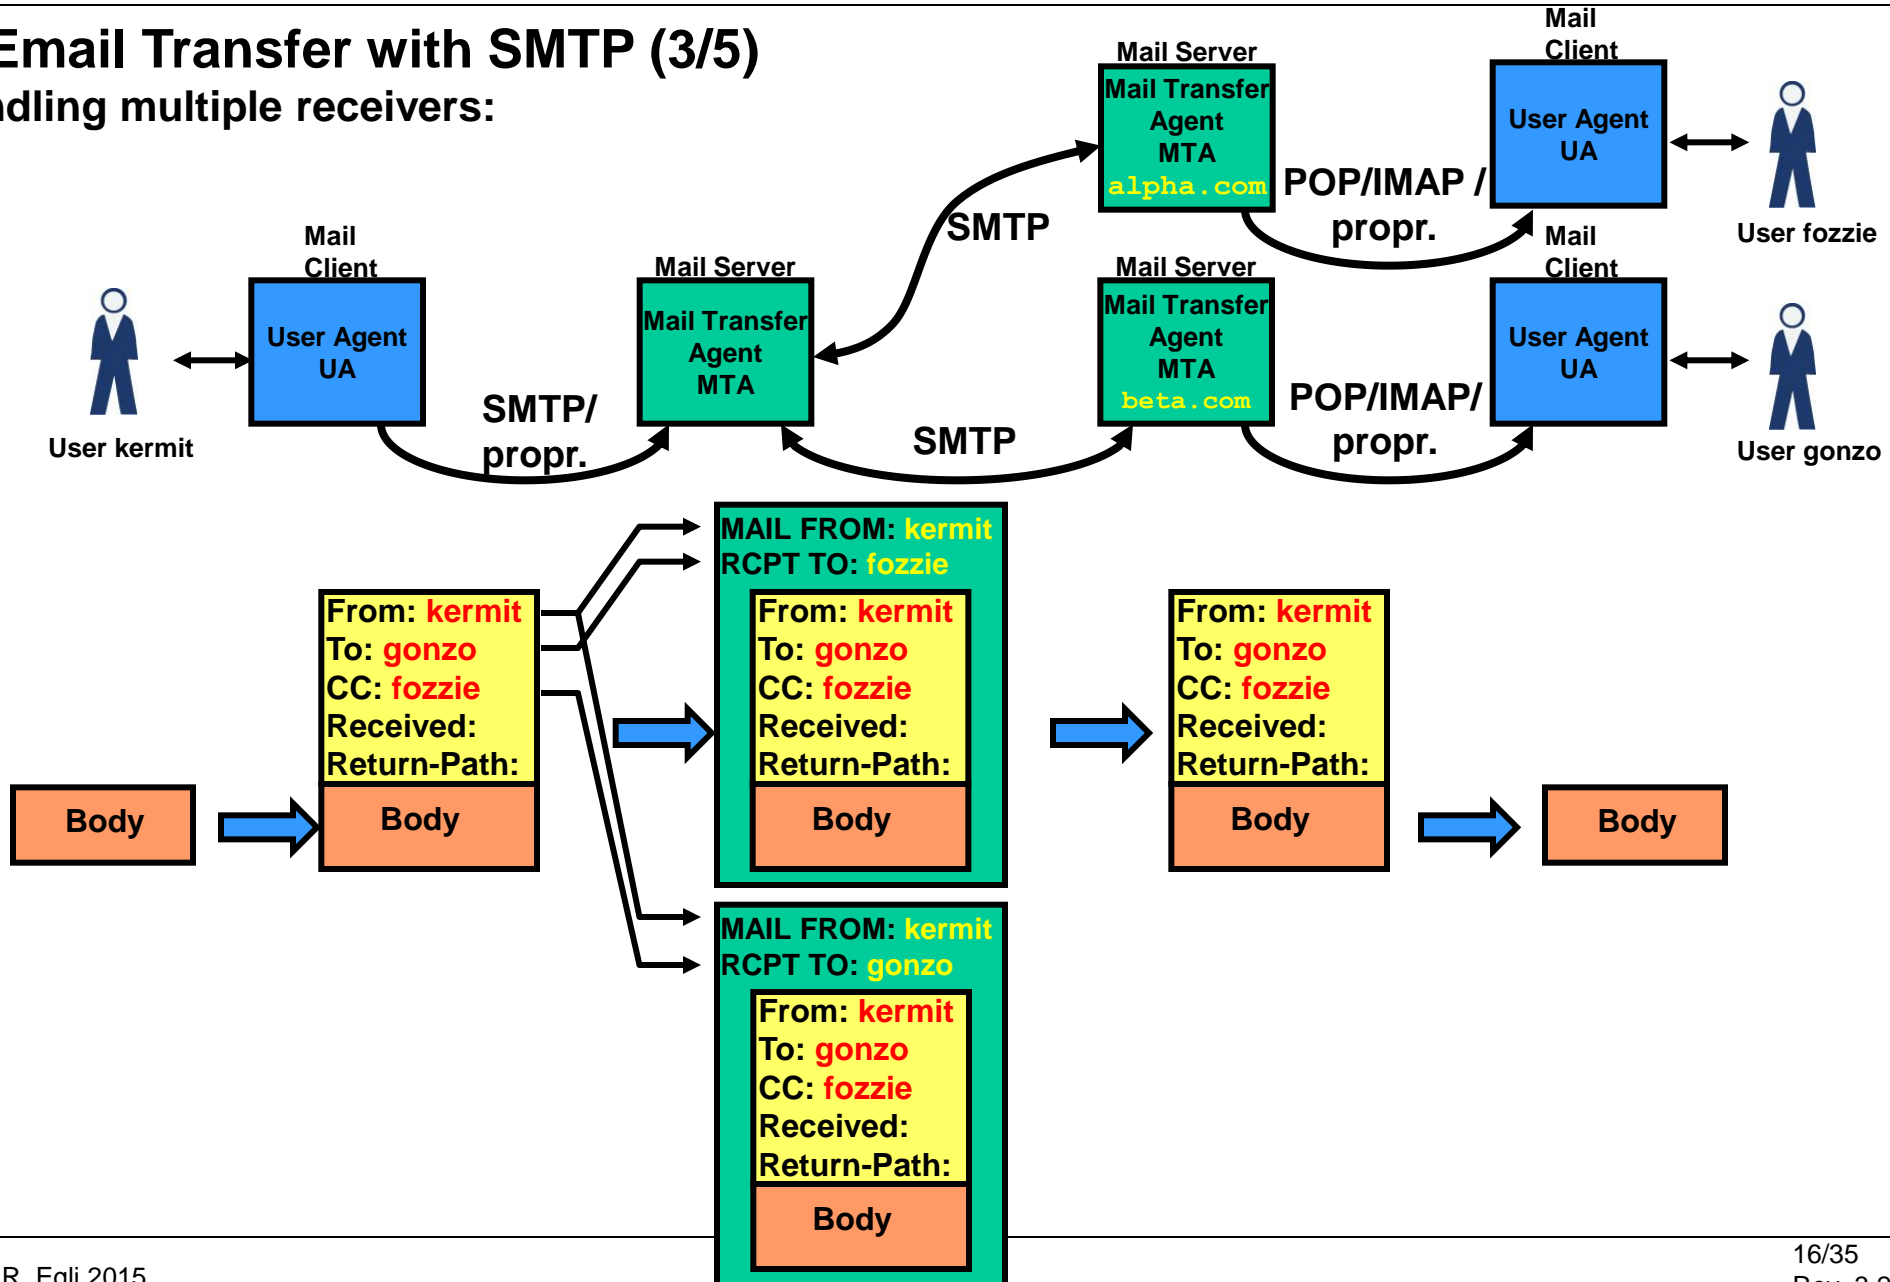 Email Transfer with SMTP (3/5)
ndling multiple receivers:
Mail Server
Mail Transfer
Agent
MTA
alpha.com
POP/IMAP /
propr.
Mail
Client
User Agent
UA
User fozzie
SMTP
Mail
Client
User Agent
UA
User kermit
SMTP/
propr.
Mail Server
Mail Transfer
Agent
MTA
SMTP
Mail Server
Mail Transfer
Agent
MTA
beta.com
POP/IMAP/
propr.
Mail
Client
User Agent
UA
User gonzo
Body
From: kermit
To: gonzo
CC: fozzie
Received:
Return-Path:
Body
MAIL FROM: kermit
RCPT TO: fozzie
From: kermit
To: gonzo
CC: fozzie
Received:
Return-Path:
Body
From: kermit
To: gonzo
CC: fozzie
Received:
Return-Path:
Body
Body
MAIL FROM: kermit
RCPT TO: gonzo
From: kermit
To: gonzo
CC: fozzie
Received:
Return-Path:
Body
R. Egli 2015
16/35